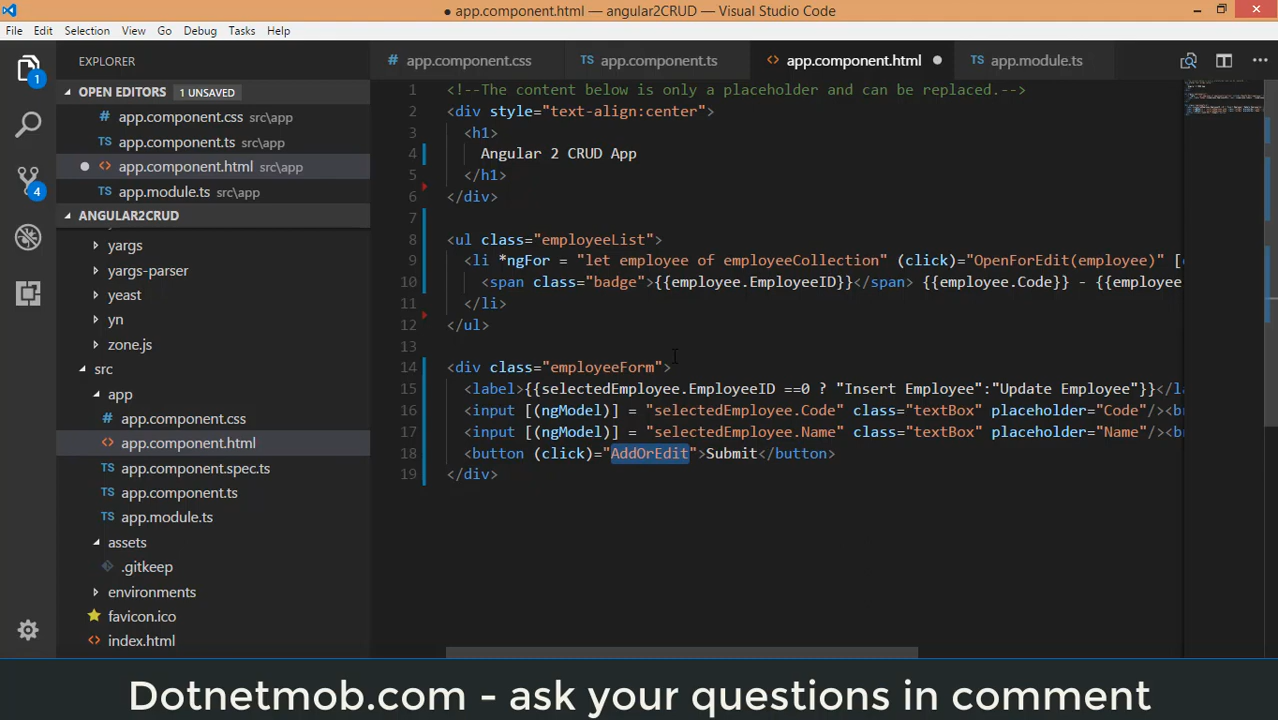 ● app.component.html — angular2CRUD — Visual Studio Code
File Edit Selection View Go Debug Tasks Help
EXPLORER
# app.component.css
TS app.component.ts
<> app.component.html ●
TS app.module.ts
OPEN EDITORS 1 UNSAVED
# app.component.css src\app
TS app.component.ts src\app
● <> app.component.html src\app
TS app.module.ts src\app
ANGULAR2CRUD
yargs
yargs-parser
yeast
yn
zone.js
src
app
# app.component.css
<> app.component.html
TS app.component.spec.ts
TS app.component.ts
TS app.module.ts
assets
.gitkeep
environments
favicon.ico
<> index.html
1
4
1 <!--The content below is only a placeholder and can be replaced.-->
2 <div style="text-align:center">
3 <h1>
4 Angular 2 CRUD App
5 </h1>
6 </div>
7
8 <ul class="employeeList">
9 <li *ngFor = "let employee of employeeCollection" (click)="OpenForEdit(employee)" [
10 <span class="badge">{{employee.EmployeeID}}</span> {{employee.Code}} - {{employee
11 </li>
12 </ul>
13
14 <div class="employeeForm">
15 <label>{{selectedEmployee.EmployeeID ==0 ? "Insert Employee":"Update Employee"}}</la
16 <input [(ngModel)] = "selectedEmployee.Code" class="textBox" placeholder="Code"/><br
17 <input [(ngModel)] = "selectedEmployee.Name" class="textBox" placeholder="Name"/><br
18 <button (click)="AddOrEdit">Submit</button>
19 </div>
Dotnetmob.com - ask your questions in comment